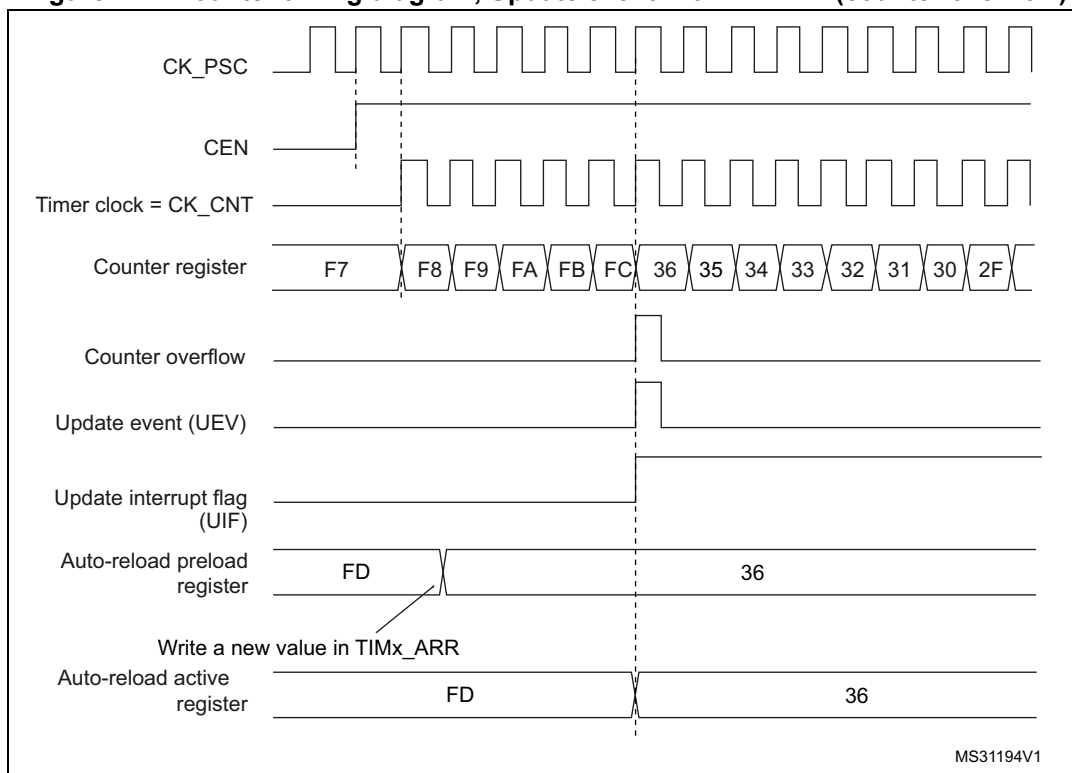 CK_PSC
CEN
Timer clock = CK_CNT
Counter register F7 F8 F9 FA FB FC 36 35 34 33 32 31 30 2F
Counter overflow
Update event (UEV)
Update interrupt flag
(UIF)
Auto-reload preload
register
FD 36
Write a new value in TIMx_ARR
Auto-reload active
register
FD 36
MS31194V1